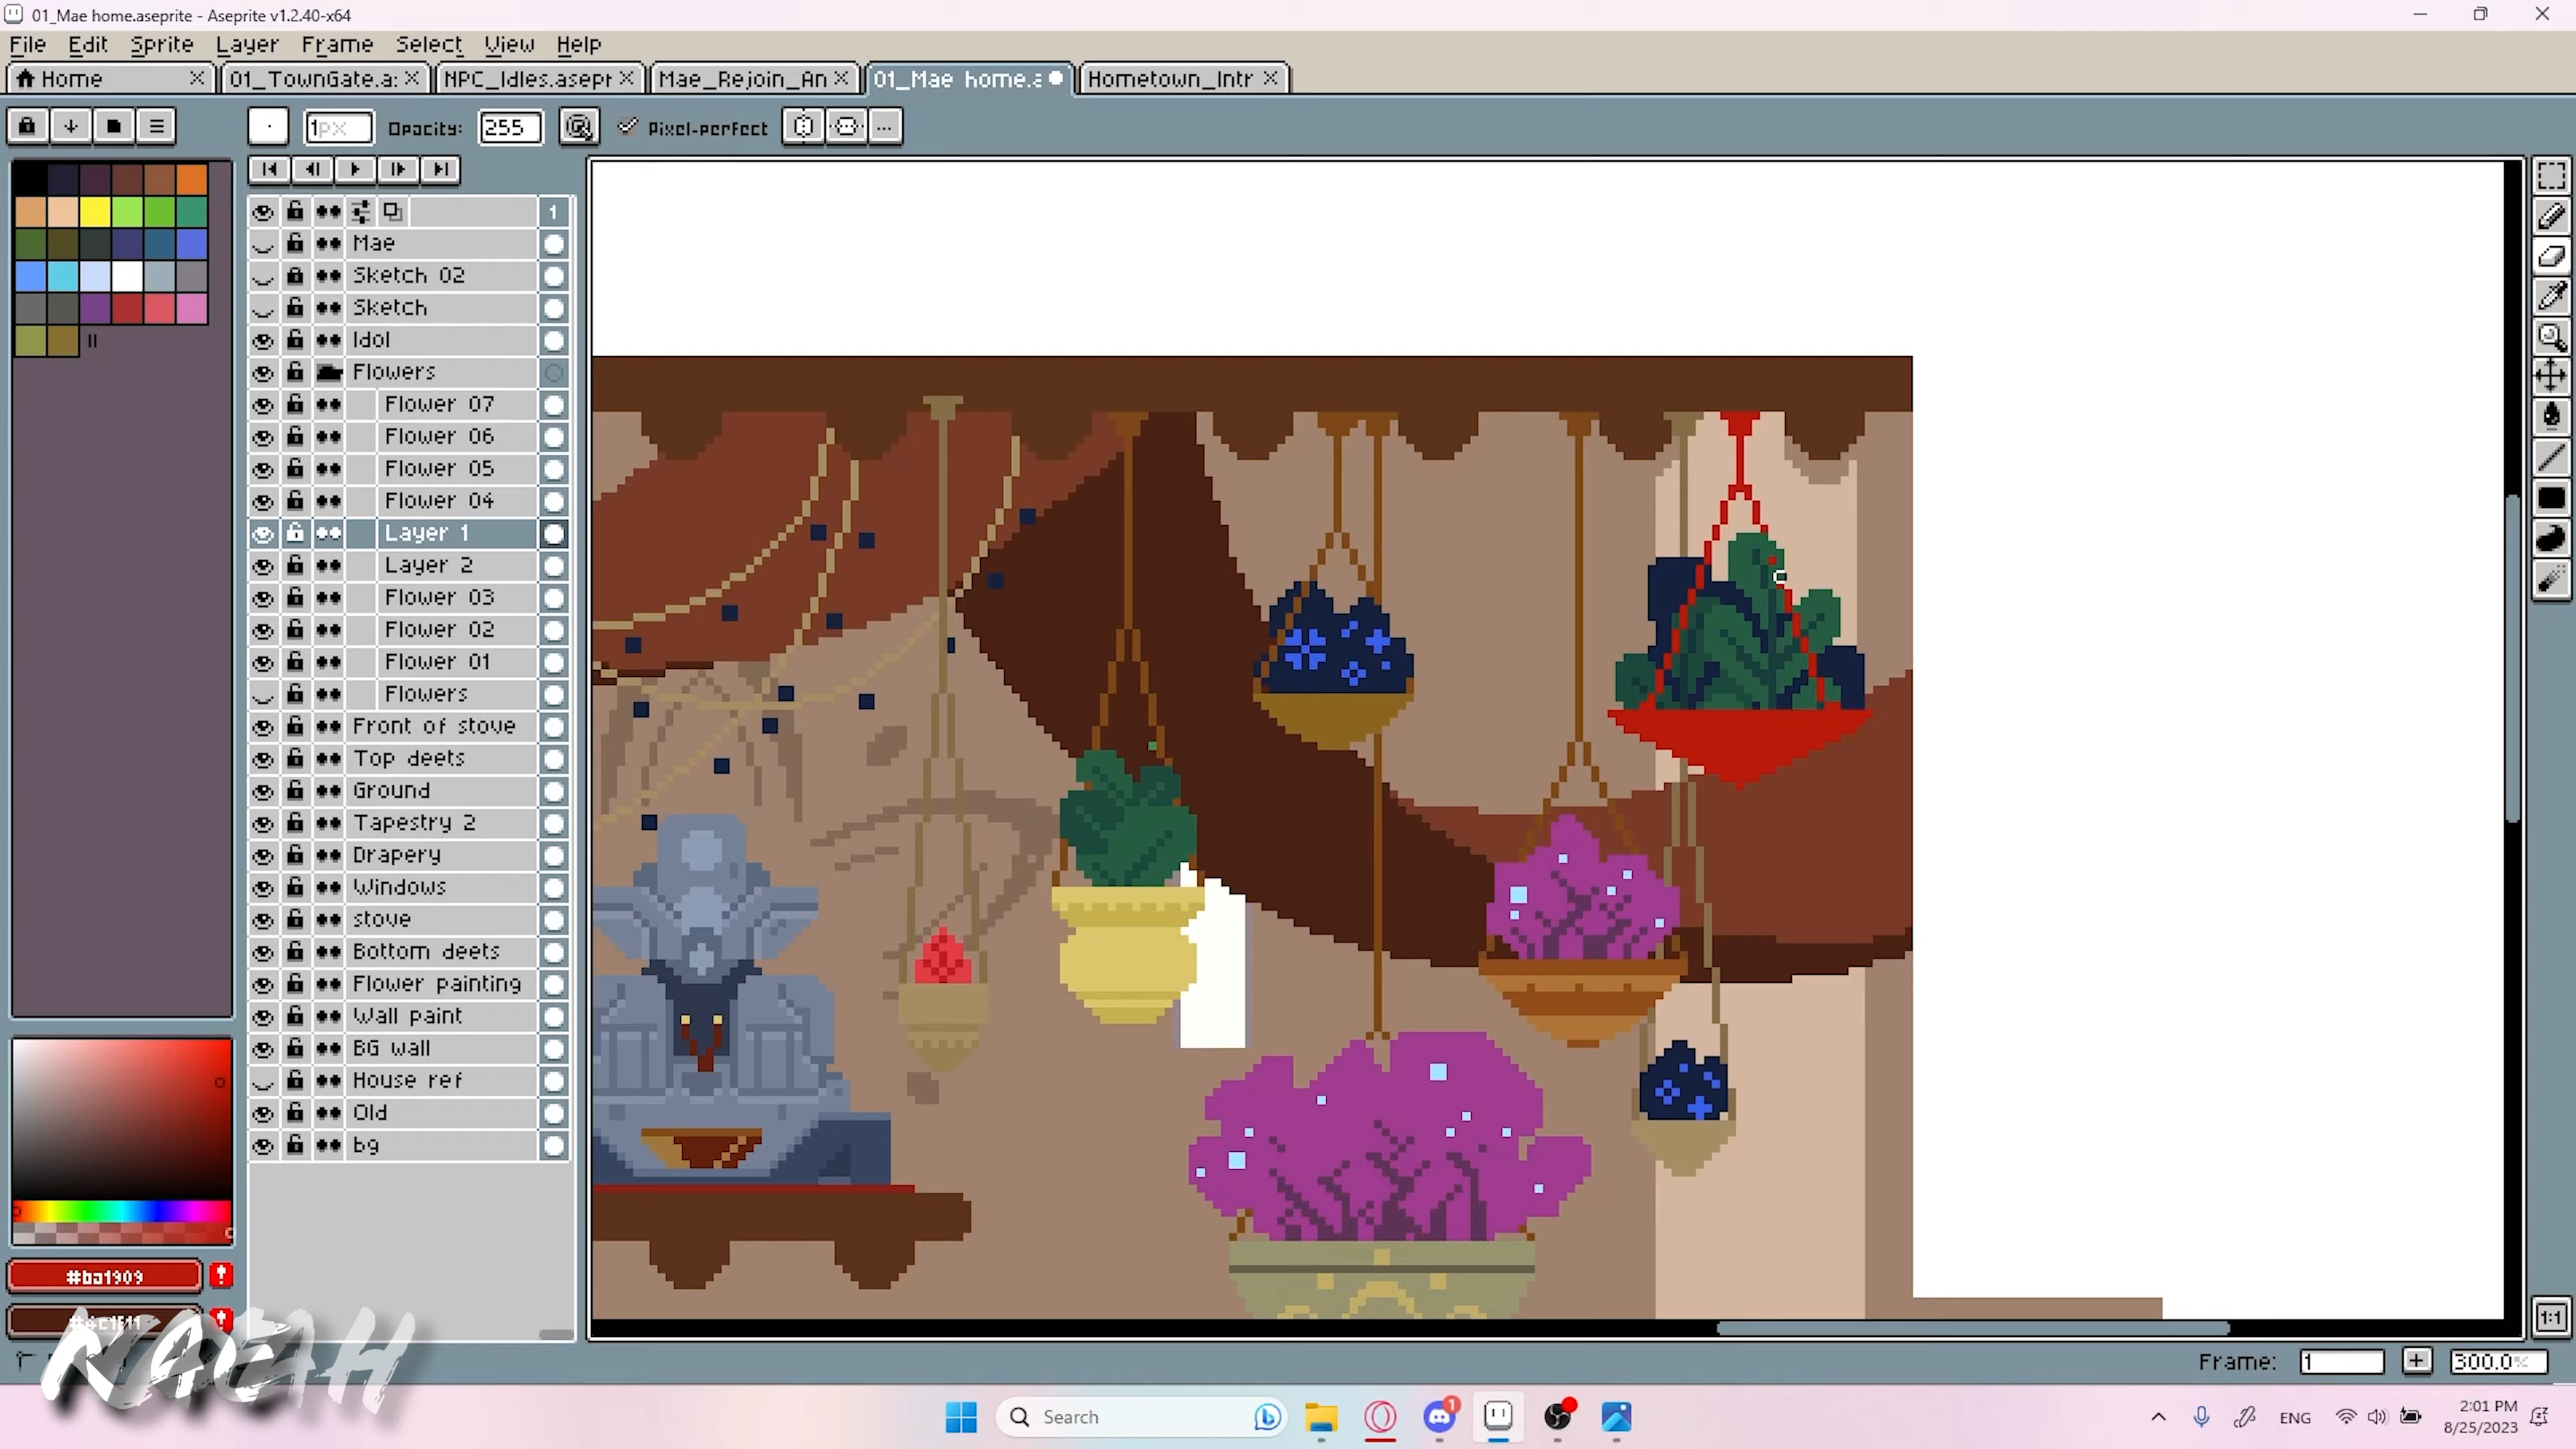 01_Mae home.aseprite - Aseprite v1.2.40-x64
File Edit Sprite Layer Frame Select View Help
Home 01_TownGate.a: NPC_Idles.asepr Mae_Rejoin_An 01_Mae home.a Hometown_Intr
1px Opacity: 255 Pixel-perfect ...
1
Mae
Sketch 02
Sketch
Idol
Flowers
Flower 07
Flower 06
Flower 05
Flower 04
Layer 1
Layer 2
Flower 03
Flower 02
Flower 01
Flowers
Front of stove
Top deets
Ground
Tapestry 2
Drapery
Windows
stove
Bottom deets
Flower painting
Wall paint
BG wall
House ref
Old
bg
#ba1909
1:1
Frame: 1 + 300.0%
Search
1
ENG
2:01 PM
8/25/2023